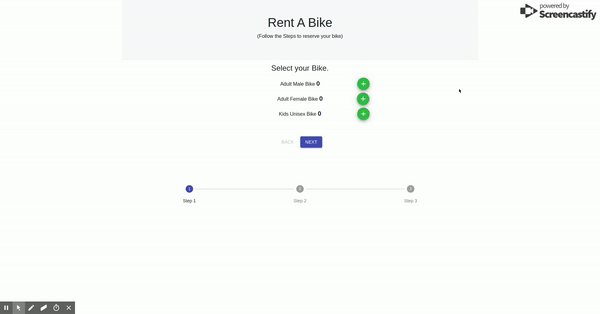 powered by
Screencastify
Rent A Bike
(Follow the Steps to reserve your bike)
Select your Bike.
Adult Male Bike 0
+
Adult Female Bike 0
+
Kids Unisex Bike 0
+
BACK NEXT
1 2 3
Step 1 Step 2 Step 3